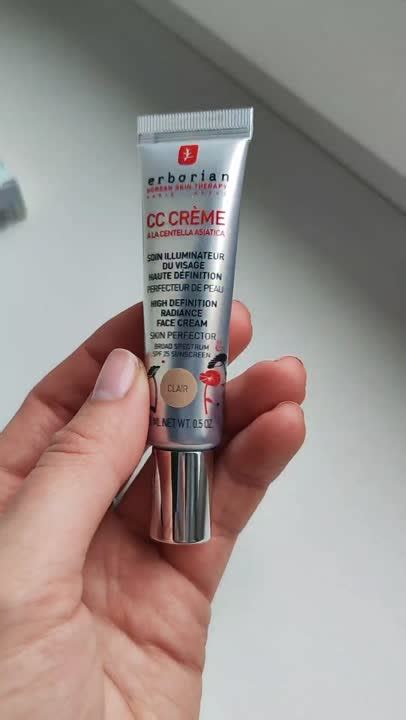 erborian
KOREAN SKIN THERAPY
CC CRÈME
À LA CENTELLA ASIATICA
SOIN ILLUMINATEUR
DU VISAGE
HAUTE DÉFINITION
PERFECTEUR DE PEAU
HIGH DEFINITION
RADIANCE
FACE CREAM
SKIN PERFECTOR
BROAD SPECTRUM
SPF 25 SUNSCREEN
CLAIR
NET WT. 0.5 OZ.